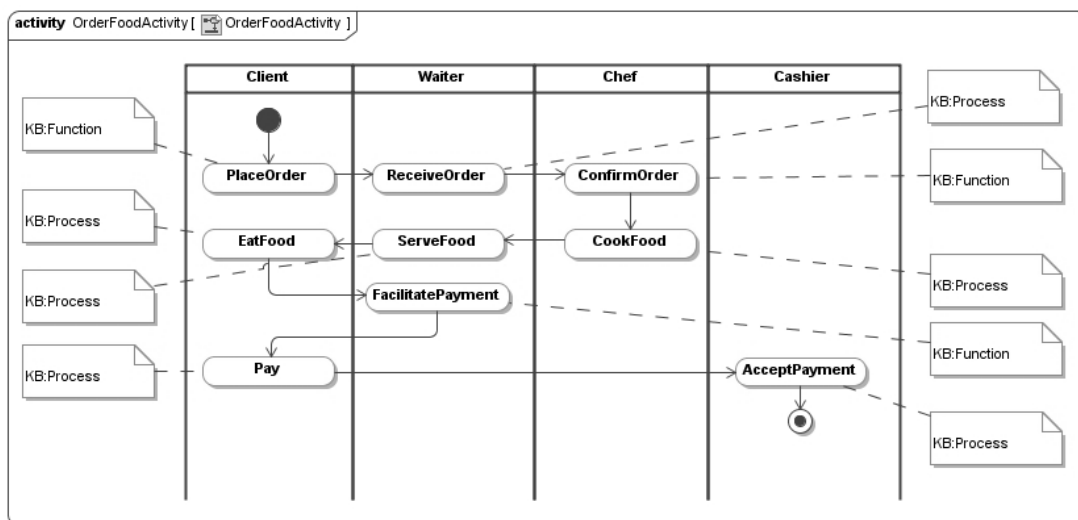 activity OrderFoodActivity [ OrderFoodActivity ]
Client Waiter Chef Cashier
KB:Function
KB:Process
PlaceOrder ReceiveOrder ConfirmOrder
KB:Function
KB:Process
EatFood ServeFood CookFood
KB:Process
KB:Process
FacilitatePayment
KB:Function
KB:Process
Pay AcceptPayment
KB:Process